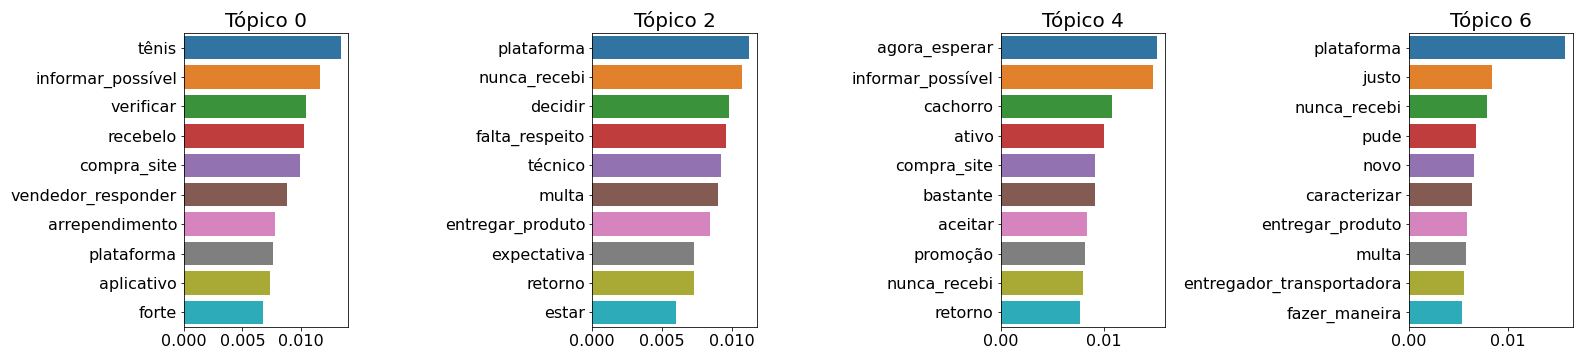 Tópico 0
tênis
informar_possível
verificar
recebelo
compra_site
vendedor_responder
arrependimento
plataforma
aplicativo
forte
0.000 0.005 0.010
Tópico 2
plataforma
nunca_recebi
decidir
falta_respeito
técnico
multa
entregar_produto
expectativa
retorno
estar
0.000 0.005 0.010
Tópico 4
agora_esperar
informar_possível
cachorro
ativo
compra_site
bastante
aceitar
promoção
nunca_recebi
retorno
0.00 0.01
Tópico 6
plataforma
justo
nunca_recebi
pude
novo
caracterizar
entregar_produto
multa
entregador_transportadora
fazer_maneira
0.00 0.01